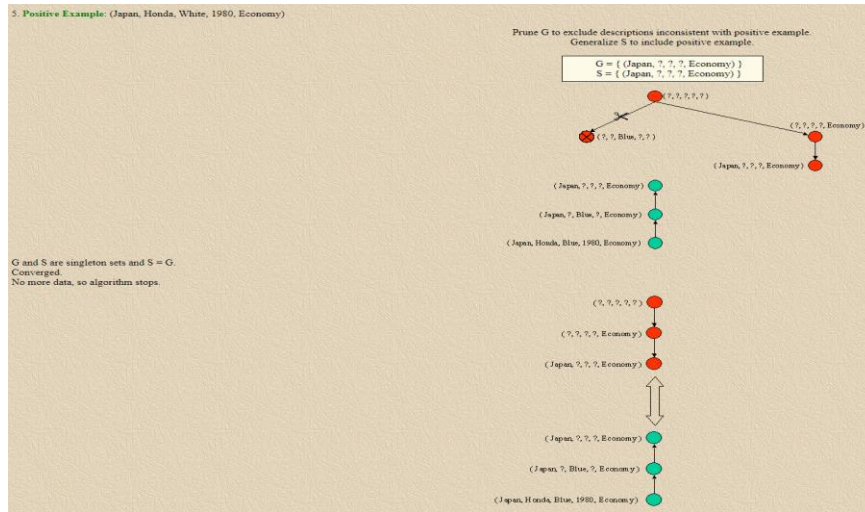 5. Positive Example: (Japan, Honda, White, 1980, Economy)
Prune G to exclude descriptions inconsistent with positive example.
Generalize S to include positive example.
G = { (Japan, ?, ?, ?, Economy) }
S = { (Japan, ?, ?, ?, Economy) }
( ?, ?, ?, ?, ? )
( ?, ?, ?, ?, Economy)
( ?, ?, Blue, ?, ? )
( Japan, ?, ?, ?, Economy)
( Japan, ?, ?, ?, Economy)
( Japan, ?, Blue, ?, Economy)
( Japan, Honda, Blue, 1980, Economy)
G and S are singleton sets and S = G.
Converged.
No more data, so algorithm stops.
( ?, ?, ?, ?, ? )
( ?, ?, ?, ?, Economy)
( Japan, ?, ?, ?, Economy)
( Japan, ?, ?, ?, Economy)
( Japan, ?, Blue, ?, Economy)
( Japan, Honda, Blue, 1980, Economy)